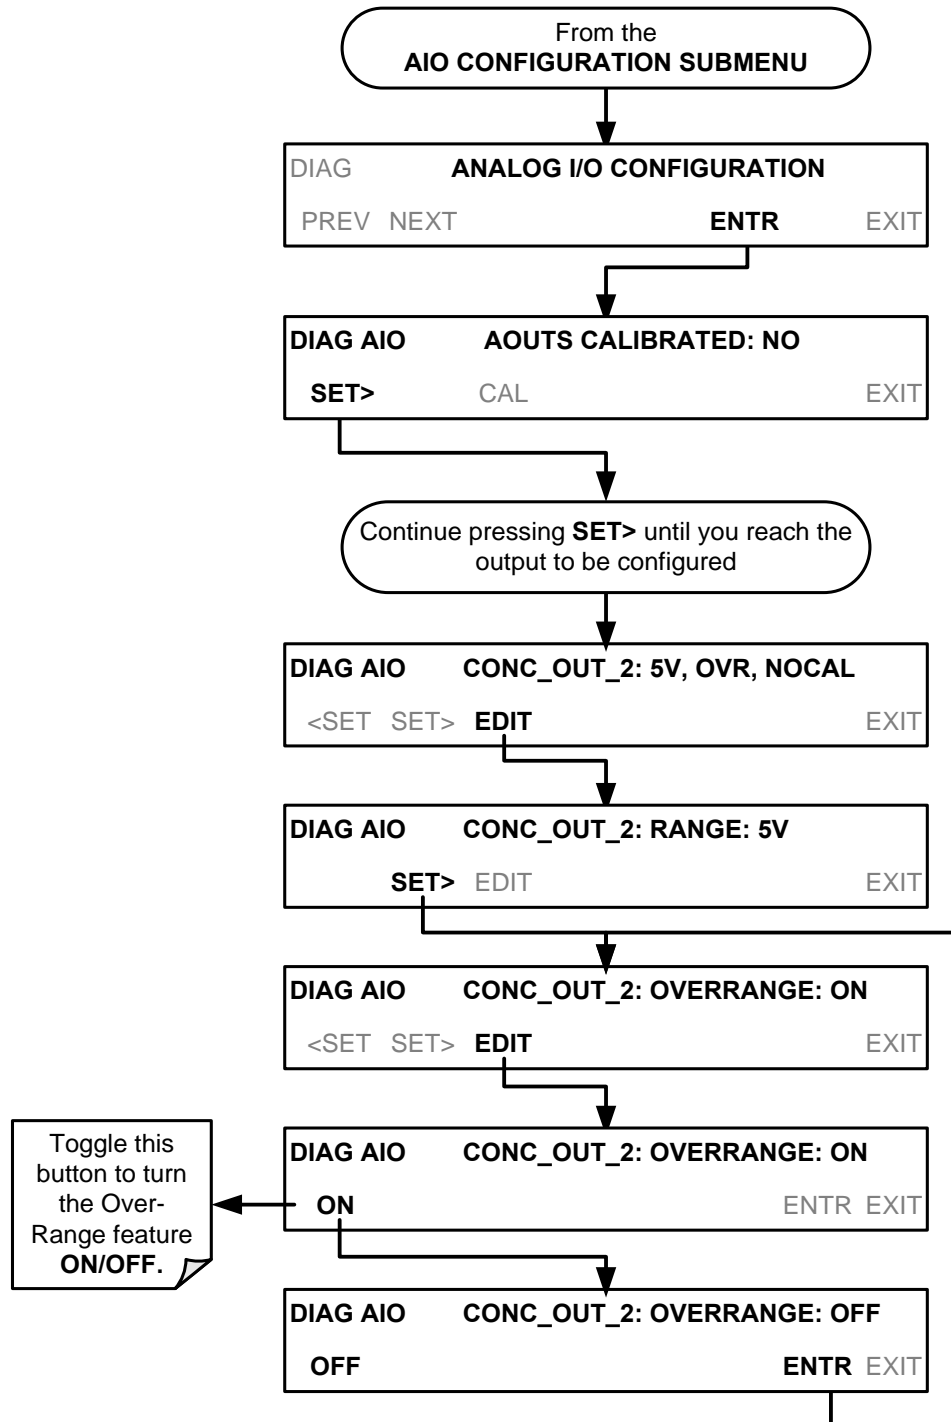 From the
AIO CONFIGURATION SUBMENU
DIAG ANALOG I/O CONFIGURATION
PREV NEXT ENTR EXIT
DIAG AIO AOUTS CALIBRATED: NO
SET> CAL EXIT
Continue pressing SET> until you reach the
output to be configured
DIAG AIO CONC_OUT_2: 5V, OVR, NOCAL
<SET SET> EDIT EXIT
DIAG AIO CONC_OUT_2: RANGE: 5V
SET> EDIT EXIT
DIAG AIO CONC_OUT_2: OVERRANGE: ON
<SET SET> EDIT EXIT
Toggle this
button to turn
the Over-
Range feature
ON/OFF.
DIAG AIO CONC_OUT_2: OVERRANGE: ON
ON ENTR EXIT
DIAG AIO CONC_OUT_2: OVERRANGE: OFF
OFF ENTR EXIT